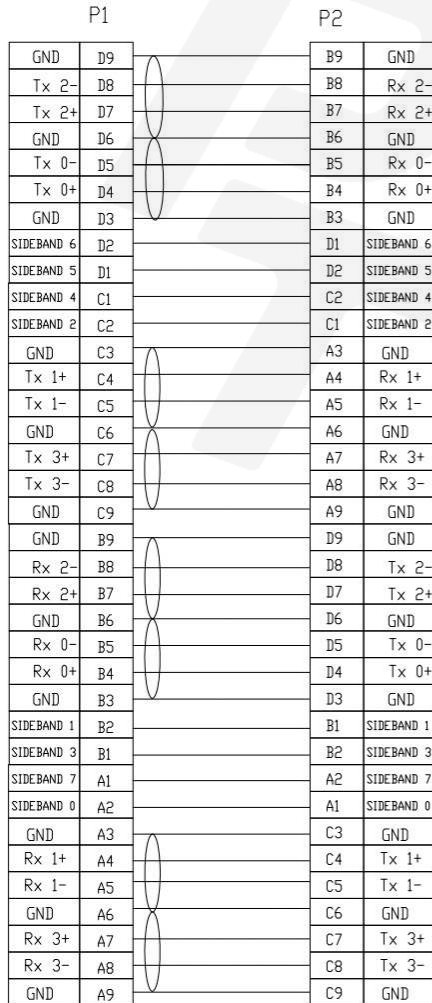 P1 P2
GND D9 B9 GND
Tx 2- D8 B8 Rx 2-
Tx 2+ D7 B7 Rx 2+
GND D6 B6 GND
Tx 0- D5 B5 Rx 0-
Tx 0+ D4 B4 Rx 0+
GND D3 B3 GND
SIDEBAND 6 D2 D1 SIDEBAND 6
SIDEBAND 5 D1 D2 SIDEBAND 5
SIDEBAND 4 C1 C2 SIDEBAND 4
SIDEBAND 2 C2 C1 SIDEBAND 2
GND C3 A3 GND
Tx 1+ C4 A4 Rx 1+
Tx 1- C5 A5 Rx 1-
GND C6 A6 GND
Tx 3+ C7 A7 Rx 3+
Tx 3- C8 A8 Rx 3-
GND C9 A9 GND
GND B9 D9 GND
Rx 2- B8 D8 Tx 2-
Rx 2+ B7 D7 Tx 2+
GND B6 D6 GND
Rx 0- B5 D5 Tx 0-
Rx 0+ B4 D4 Tx 0+
GND B3 D3 GND
SIDEBAND 1 B2 B1 SIDEBAND 1
SIDEBAND 3 B1 B2 SIDEBAND 3
SIDEBAND 7 A1 A2 SIDEBAND 7
SIDEBAND 0 A2 A1 SIDEBAND 0
GND A3 C3 GND
Rx 1+ A4 C4 Tx 1+
Rx 1- A5 C5 Tx 1-
GND A6 C6 GND
Rx 3+ A7 C7 Tx 3+
Rx 3- A8 C8 Tx 3-
GND A9 C9 GND